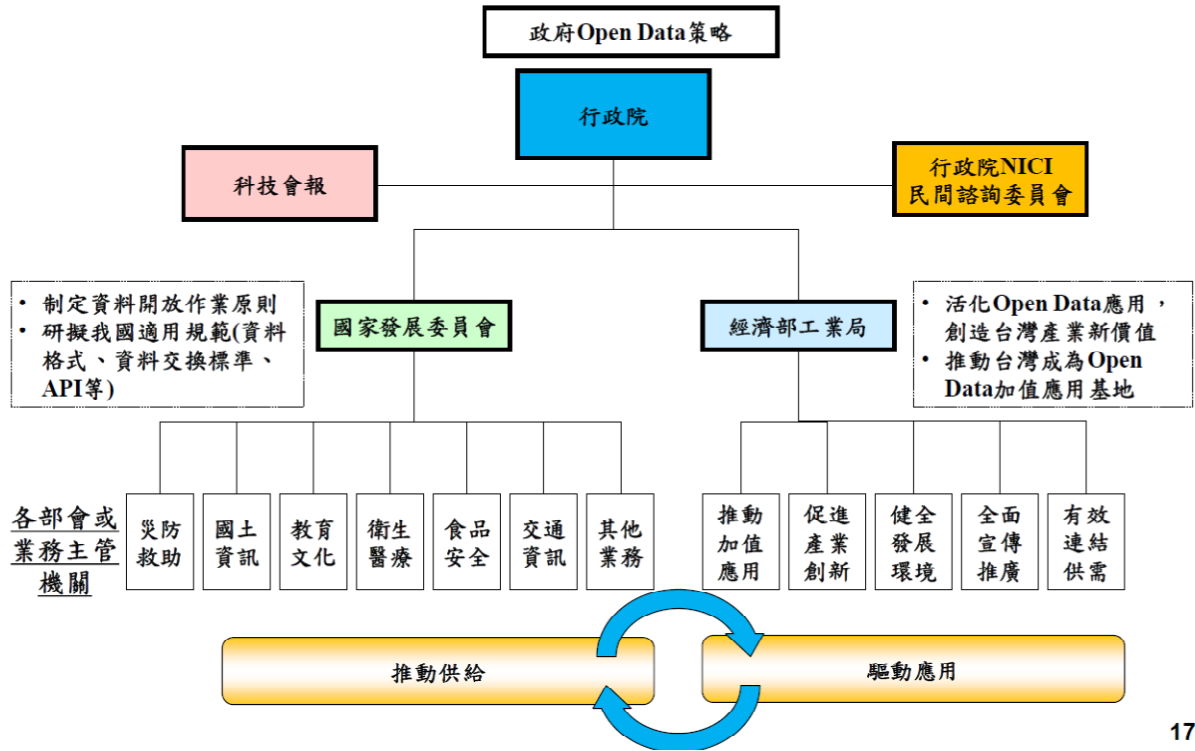 政府Open Data策略
行政院
科技會報
行政院NICI
民間諮詢委員會
• 制定資料開放作業原則
• 研擬我國適用規範(資料
格式、資料交換標準、
API等)
國家發展委員會
經濟部工業局
• 活化Open Data應用，
創造台灣產業新價值
• 推動台灣成為Open
Data加值應用基地
各部會或
業務主管
機關
災防
救助
國土
資訊
教育
文化
衛生
醫療
食品
安全
交通
資訊
其他
業務
推動
加值
應用
促進
產業
創新
健全
發展
環境
全面
宣傳
推廣
有效
連結
供需
推動供給
驅動應用
17